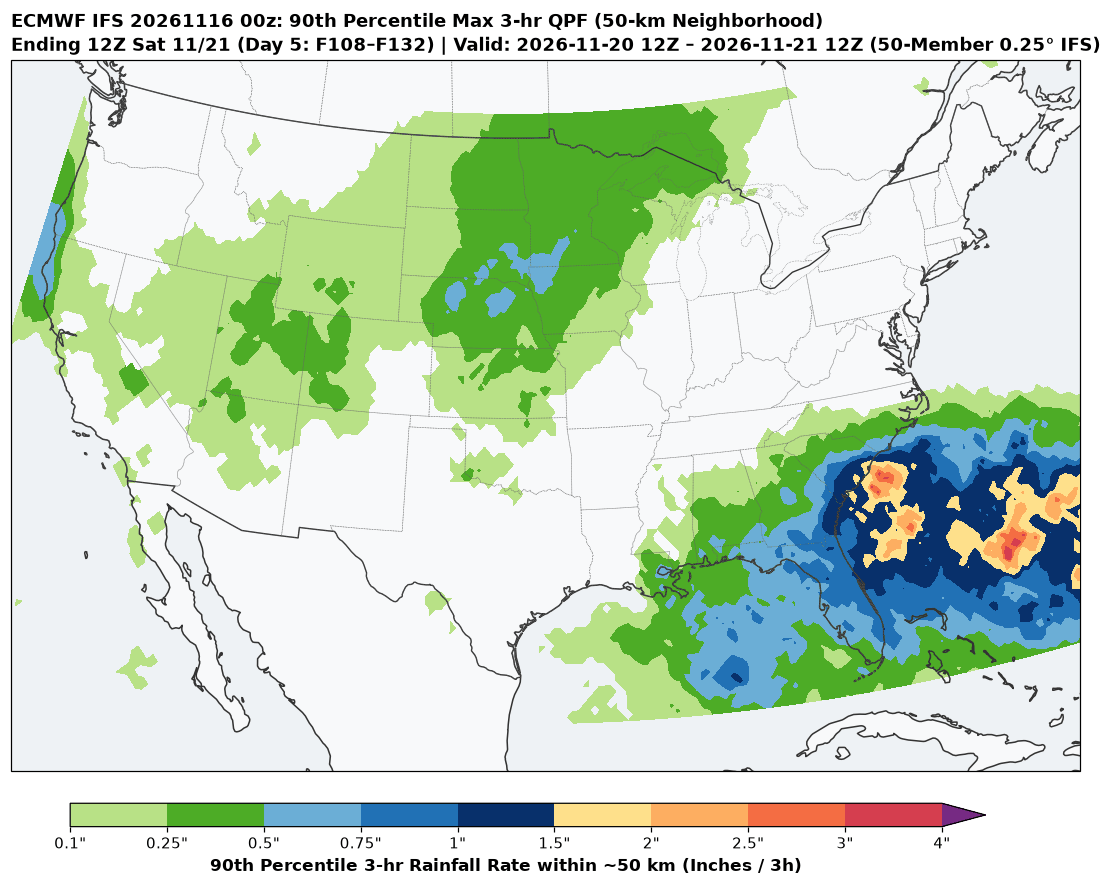 ECMWF IFS 20261116 00z: 90th Percentile Max 3-hr QPF (50-km Neighborhood)
Ending 12Z Sat 11/21 (Day 5: F108–F132) | Valid: 2026-11-20 12Z – 2026-11-21 12Z (50-Member 0.25° IFS)
0.1" 0.25" 0.5" 0.75" 1" 1.5" 2" 2.5" 3" 4"
90th Percentile 3-hr Rainfall Rate within ~50 km (Inches / 3h)